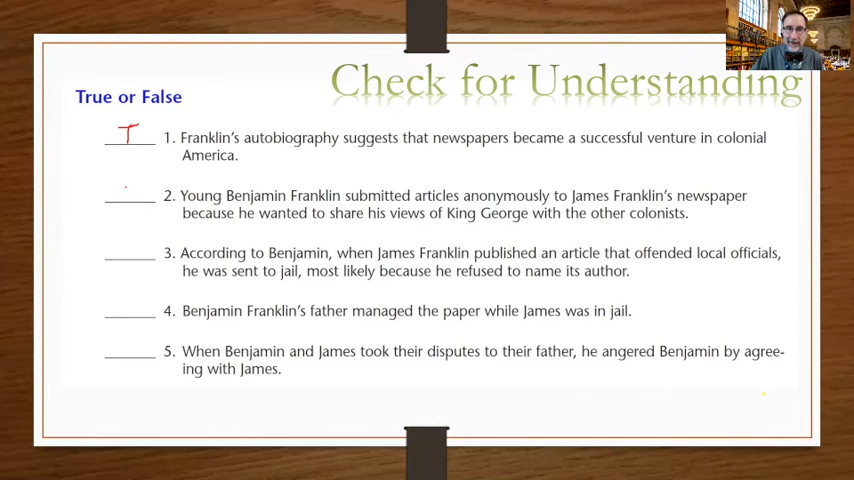 Check for Understanding
True or False
T 1. Franklin's autobiography suggests that newspapers became a successful venture in colonial
America.
2. Young Benjamin Franklin submitted articles anonymously to James Franklin's newspaper
because he wanted to share his views of King George with the other colonists.
3. According to Benjamin, when James Franklin published an article that offended local officials,
he was sent to jail, most likely because he refused to name its author.
4. Benjamin Franklin's father managed the paper while James was in jail.
5. When Benjamin and James took their disputes to their father, he angered Benjamin by agree-
ing with James.